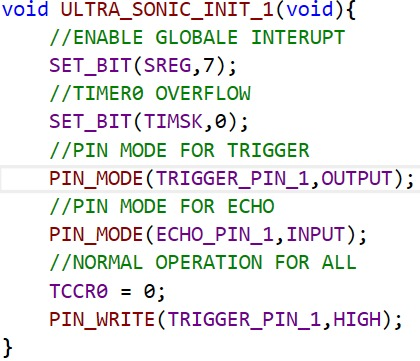 void ULTRA_SONIC_INIT_1(void){
//ENABLE GLOBALE INTERUPT
SET_BIT(SREG,7);
//TIMER0 OVERFLOW
SET_BIT(TIMSK,0);
//PIN MODE FOR TRIGGER
PIN_MODE(TRIGGER_PIN_1,OUTPUT);
//PIN MODE FOR ECHO
PIN_MODE(ECHO_PIN_1,INPUT);
//NORMAL OPERATION FOR ALL
TCCR0 = 0;
PIN_WRITE(TRIGGER_PIN_1,HIGH);
}